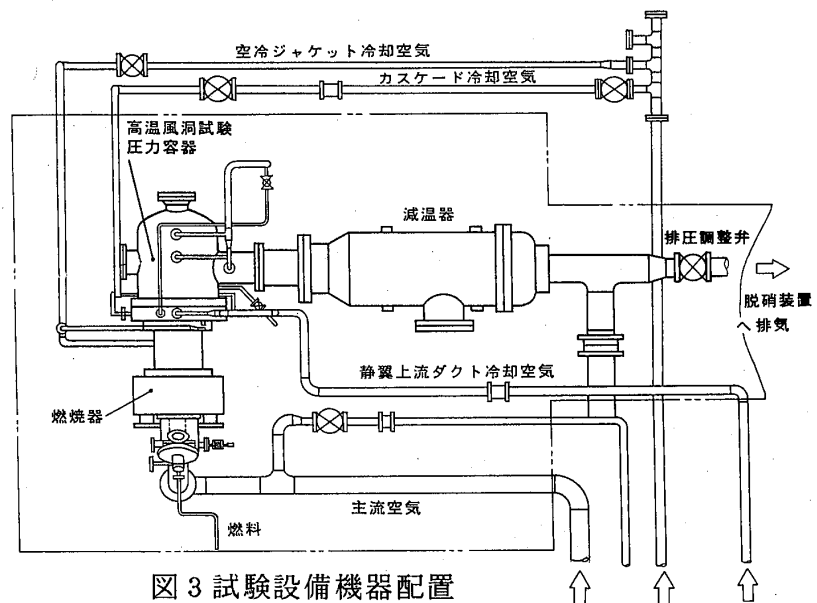 空冷ジャケット冷却空気
カスケード冷却空気
高温風洞試験
圧力容器
減温器
排圧調整弁
脱硝装置
へ排気
静翼上流ダクト冷却空気
燃焼器
主流空気
燃料
図3 試験設備機器配置